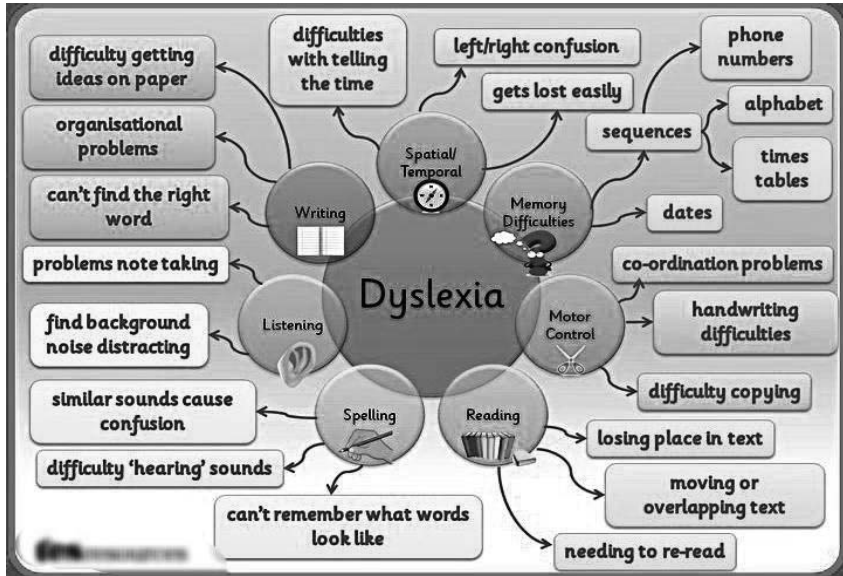 difficulty getting
ideas on paper
organisational
problems
can't find the right
word
Writing
difficulties
with telling
the time
left/right confusion
gets lost easily
Spatial/
Temporal
phone
numbers
alphabet
sequences
times
tables
dates
Memory
Difficulties
Dyslexia
problems note taking
find background
noise distracting
Listening
co-ordination problems
handwriting
difficulties
difficulty copying
Motor
Control
similar sounds cause
confusion
difficulty 'hearing' sounds
can't remember what words
look like
Spelling
Reading
losing place in text
moving or
overlapping text
needing to re-read